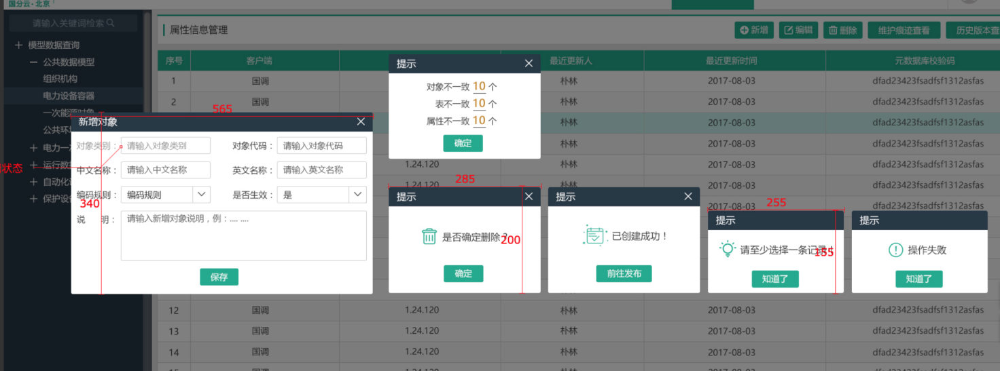 国分云·北京
请输入关键词检索
模型数据查询
公共数据模型
组织机构
电力设备容器
一次能源对象
公共环
电力一
运行数
自动化
保护设
状态
属性信息管理
新增 编辑 删除 维护痕迹查看 历史版本查
序号 客户端 最近更新人 最近更新时间 元数据库校验码
1 国调 朴林 2017-08-03 dfad23423fsadfsf1312asfas
2 国调 朴林 2017-08-03 dfad23423fsadfsf1312asfas
朴林 2017-08-03 dfad23423fsadfsf1312asfas
朴林 2017-08-03 dfad23423fsadfsf1312asfas
1.24.120 朴林 2017-08-03 dfad23423fsadfsf1312asfas
1.24.120 朴林 2017-08-03 dfad23423fsadfsf1312asfas
2017-08-03 dfad23423fsadfsf1312asfas
12 国调 1.24.120 朴林 2017-08-03 dfad23423fsadfsf1312asfas
13 国调 1.24.120 朴林 2017-08-03 dfad23423fsadfsf1312asfas
14 国调 1.24.120 朴林 2017-08-03 dfad23423fsadfsf1312asfas
15 国调 1.24.120 朴林 2017-08-03 dfad23423fsadfsf1312asfas
提示
对象不一致 10 个
表不一致 10 个
属性不一致 10 个
确定
565
340
新增对象
对象类别： 请输入对象类别 对象代码： 请输入对象代码
中文名称： 请输入中文名称 英文名称： 请输入英文名称
编码规则： 编码规则 是否生效： 是
说 明： 请输入新增对象说明，例：.... ....
保存
285
200
提示
是否确定删除？
确定
提示
已创建成功！
前往发布
255
155
提示
请至少选择一条记录！
知道了
提示
操作失败
知道了